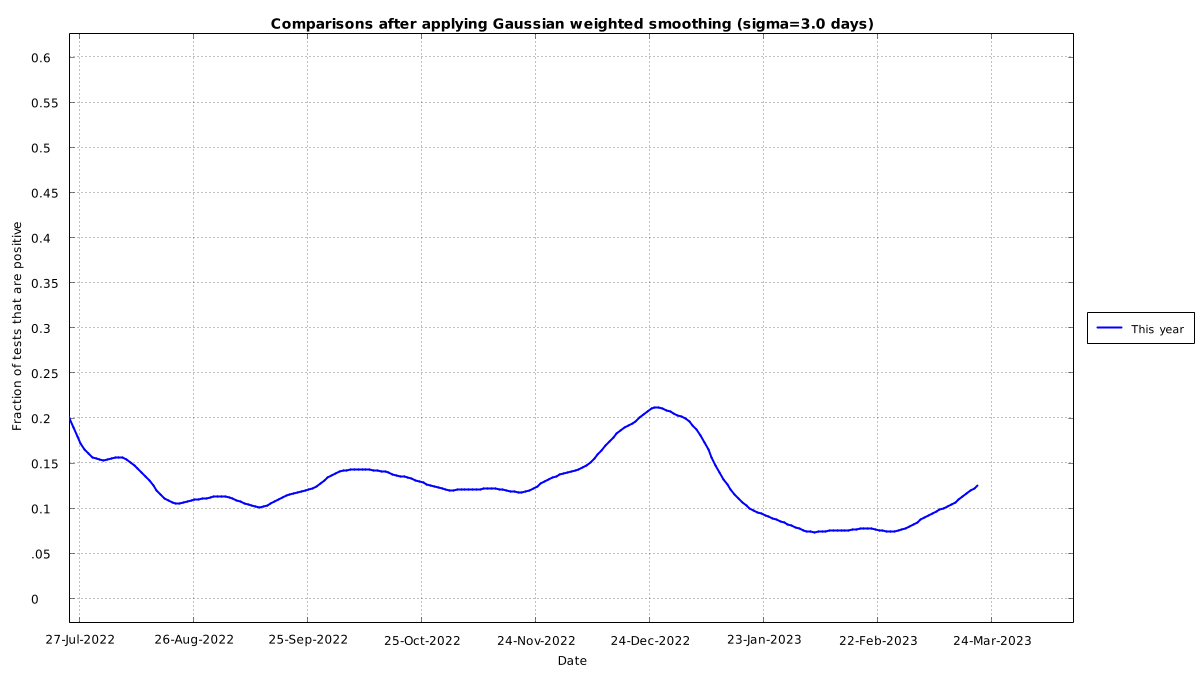 Comparisons after applying Gaussian weighted smoothing (sigma=3.0 days)
0.6
0.55
0.5
0.45
0.4
0.35
0.3
0.25
0.2
0.15
0.1
.05
0
Fraction of tests that are positive
This year
27-Jul-2022 26-Aug-2022 25-Sep-2022 25-Oct-2022 24-Nov-2022 24-Dec-2022 23-Jan-2023 22-Feb-2023 24-Mar-2023
Date